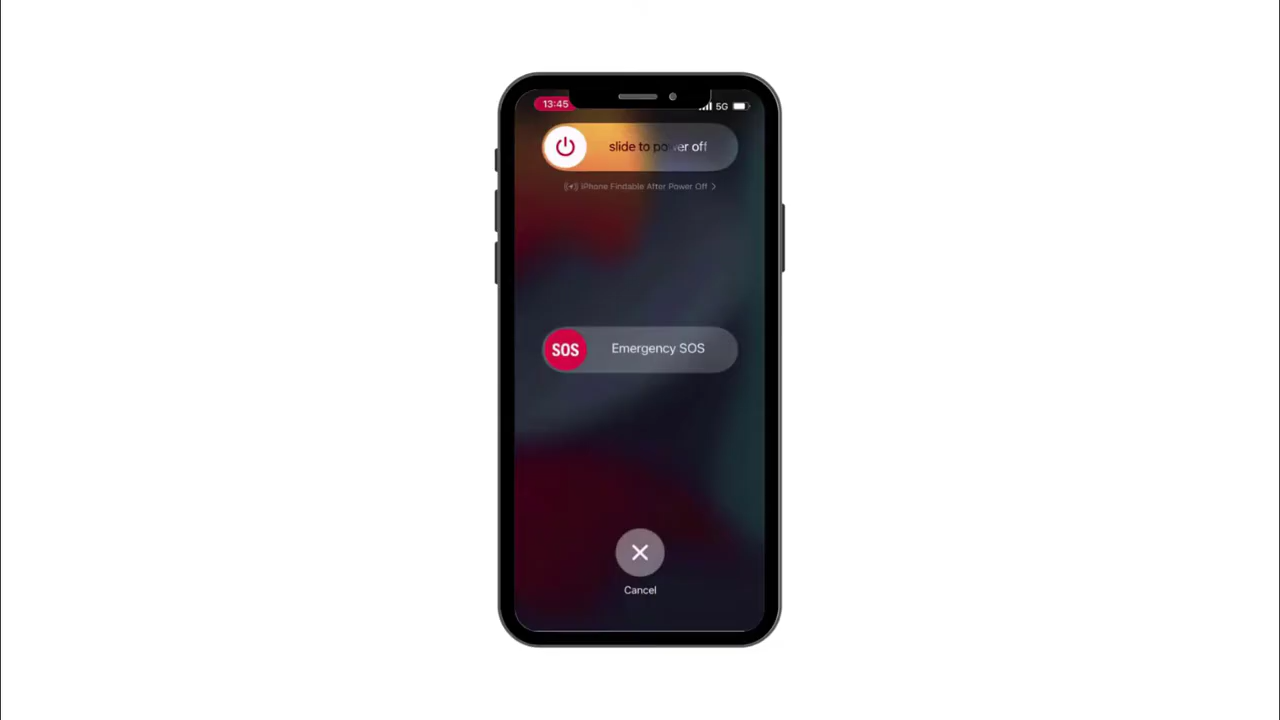 13:45
5G
slide to power off
iPhone Findable After Power Off
SOS
Emergency SOS
Cancel